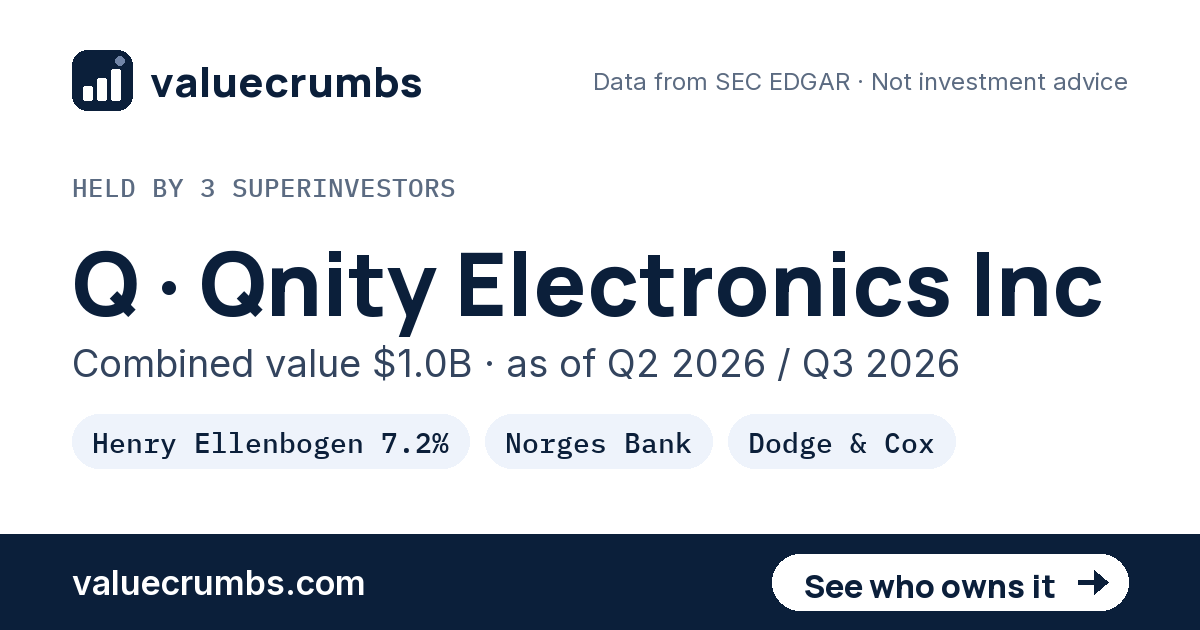 valuecrumbs
Data from SEC EDGAR · Not investment advice
HELD BY 3 SUPERINVESTORS
Q · Qnity Electronics Inc
Combined value $1.0B · as of Q2 2026 / Q3 2026
Henry Ellenbogen 7.2%
Norges Bank
Dodge & Cox
valuecrumbs.com
See who owns it →